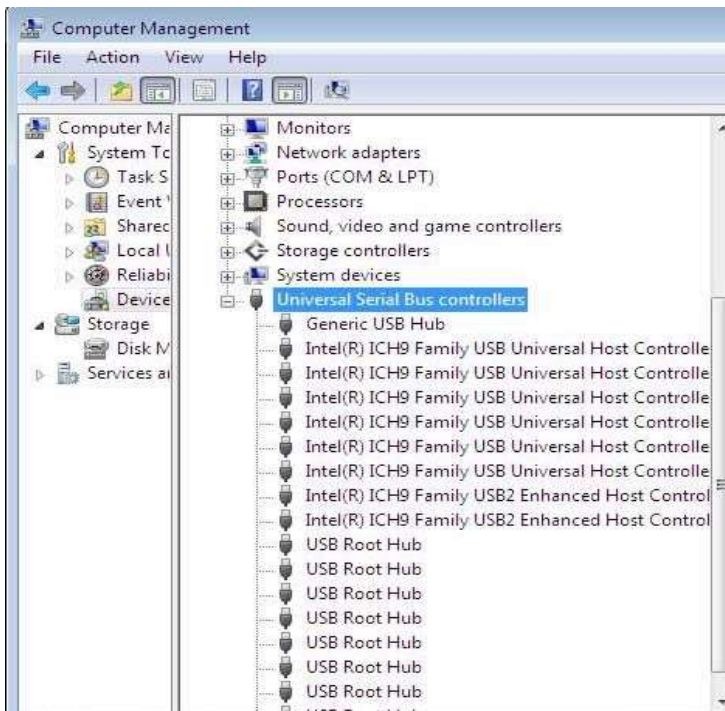 Computer Management
File Action View Help
Computer Ma
System To
Task S
Event
Shared
Local
Reliabi
Device
Storage
Disk M
Services a
Monitors
Network adapters
Ports (COM & LPT)
Processors
Sound, video and game controllers
Storage controllers
System devices
Universal Serial Bus controllers
Generic USB Hub
Intel(R) ICH9 Family USB Universal Host Controlle
Intel(R) ICH9 Family USB Universal Host Controlle
Intel(R) ICH9 Family USB Universal Host Controlle
Intel(R) ICH9 Family USB Universal Host Controlle
Intel(R) ICH9 Family USB Universal Host Controlle
Intel(R) ICH9 Family USB Universal Host Controlle
Intel(R) ICH9 Family USB2 Enhanced Host Control
Intel(R) ICH9 Family USB2 Enhanced Host Control
USB Root Hub
USB Root Hub
USB Root Hub
USB Root Hub
USB Root Hub
USB Root Hub
USB Root Hub